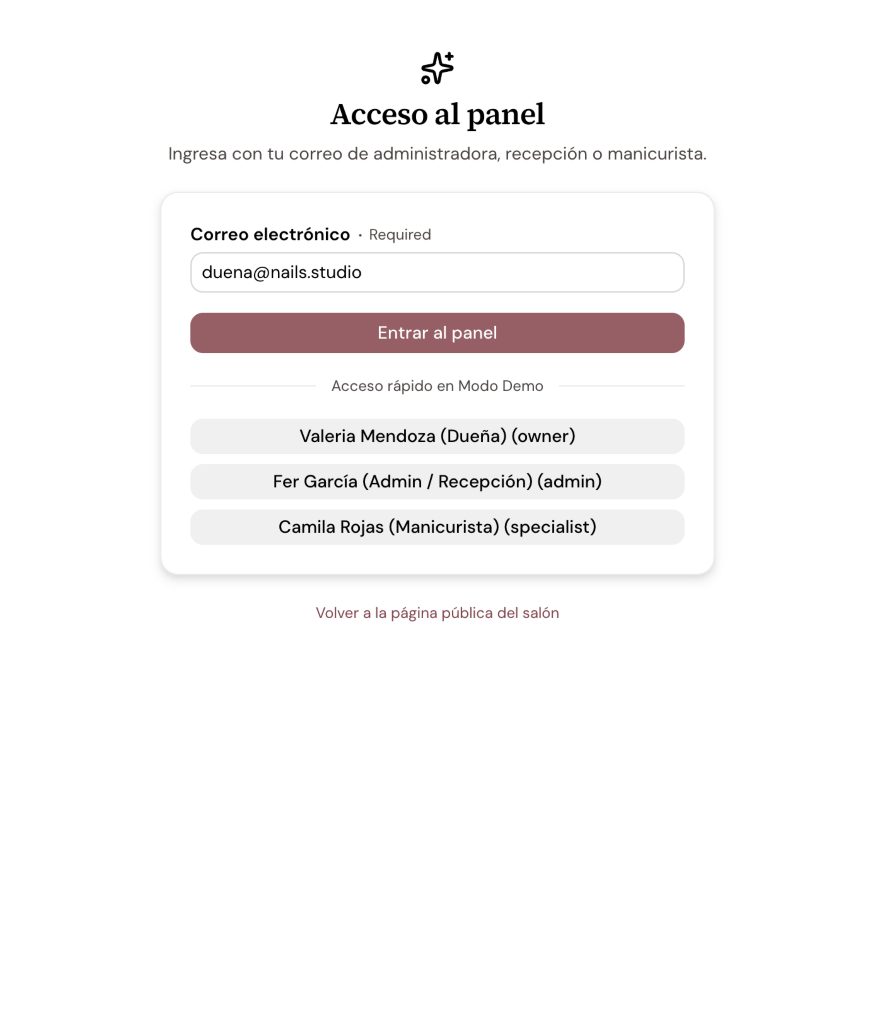 Acceso al panel
Ingresa con tu correo de administradora, recepción o manicurista.
Correo electrónico · Required
duena@nails.studio
Entrar al panel
Acceso rápido en Modo Demo
Valeria Mendoza (Dueña) (owner)
Fer García (Admin / Recepción) (admin)
Camila Rojas (Manicurista) (specialist)
Volver a la página pública del salón